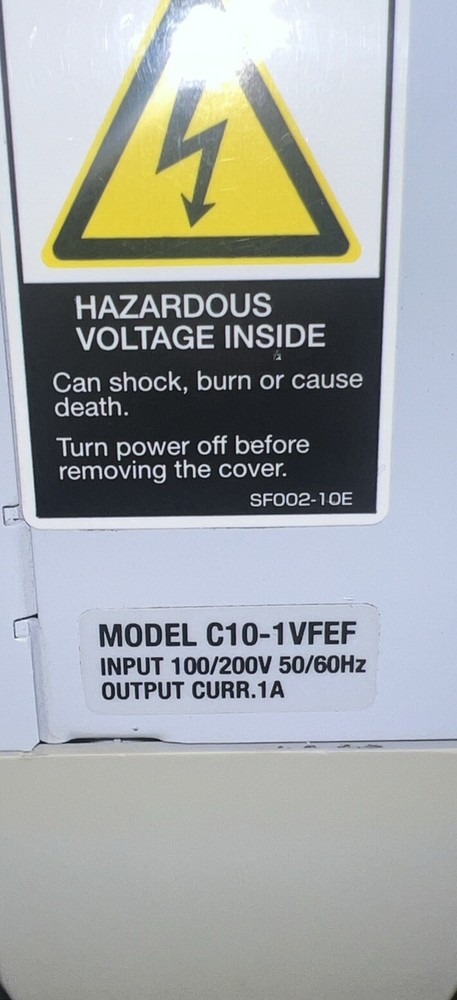 HAZARDOUS
VOLTAGE INSIDE
Can shock, burn or cause
death.
Turn power off before
removing the cover.
SF002-10E
MODEL C10-1VFEF
INPUT 100/200V 50/60Hz
OUTPUT CURR.1A